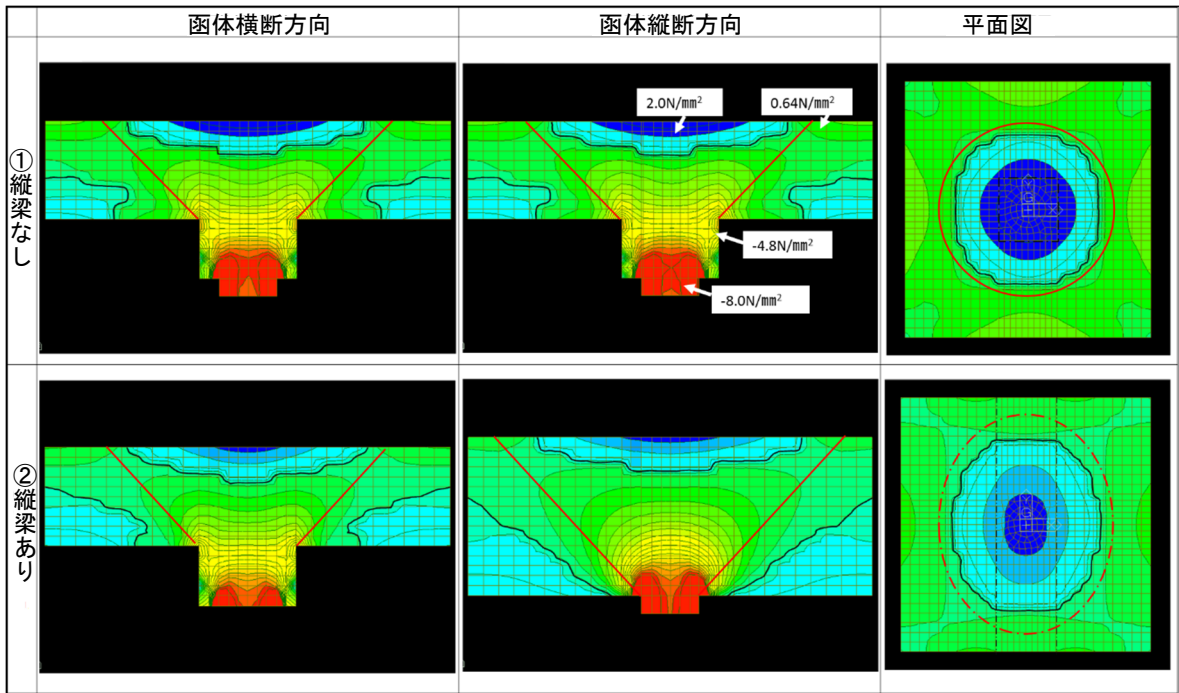 函体横断方向
函体縦断方向
平面図
①縦梁なし
2.0N/㎜²
0.64N/㎜²
-4.8N/㎜²
-8.0N/㎜²
②縦梁あり